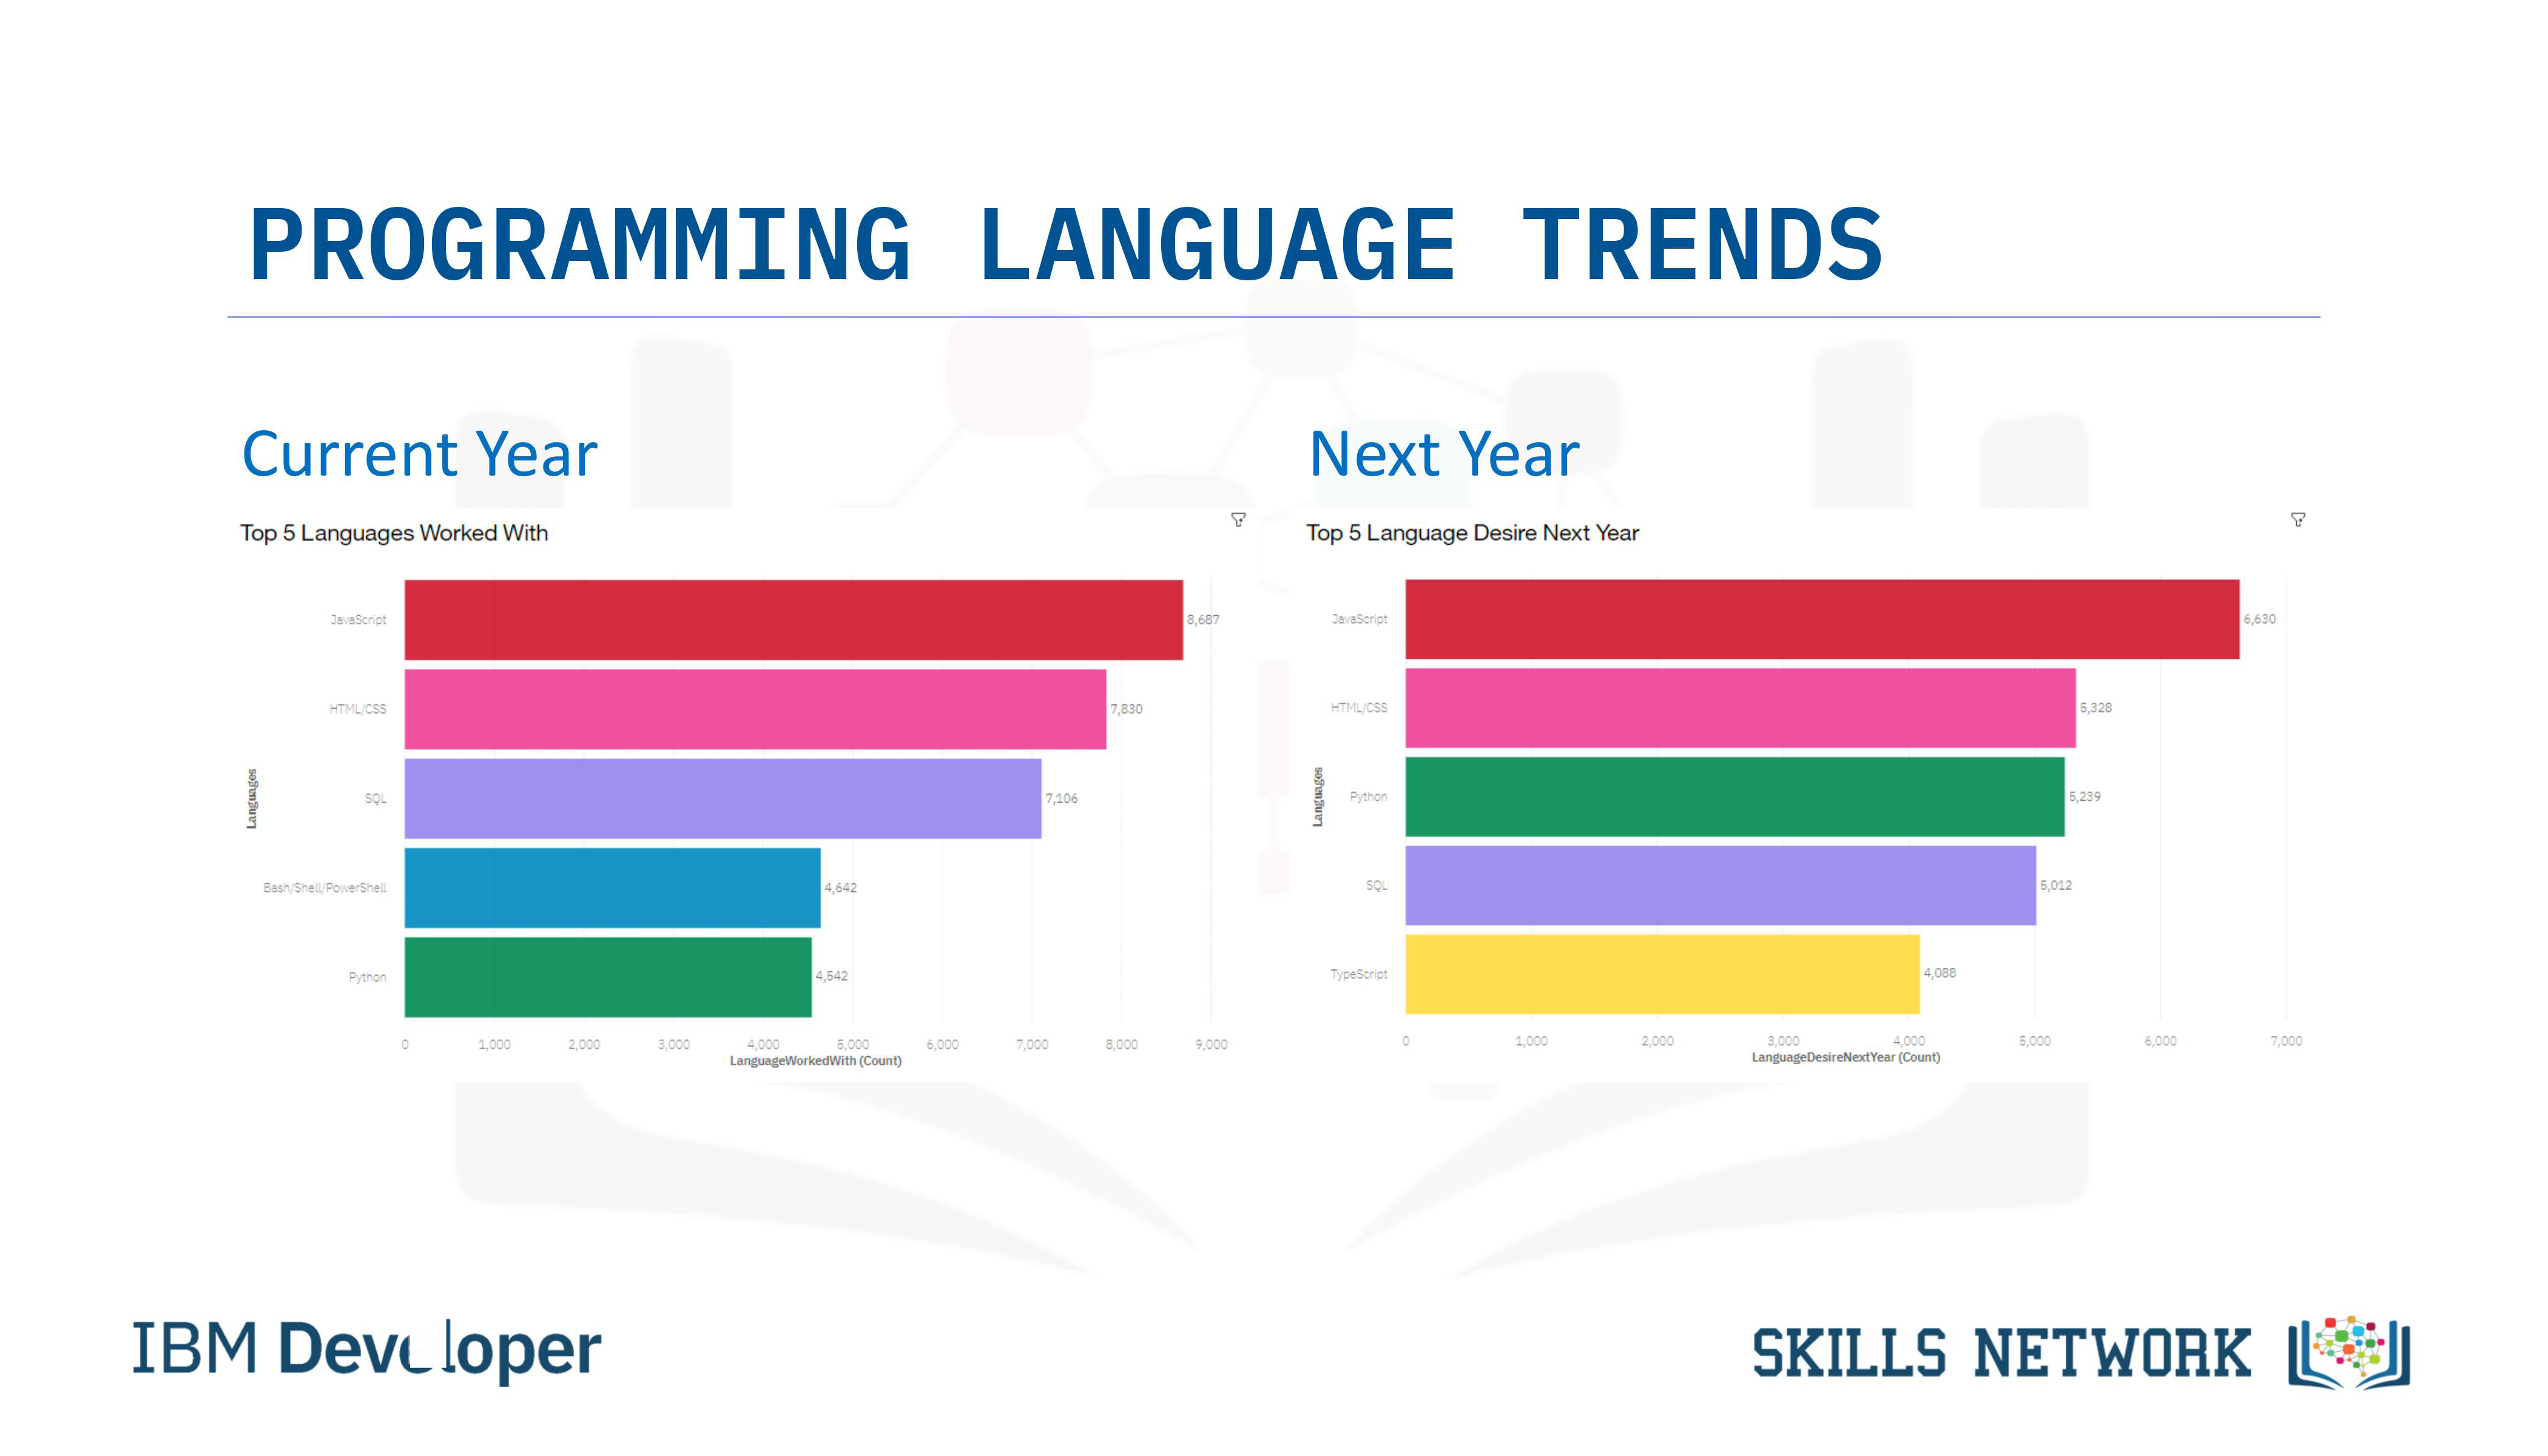 PROGRAMMING LANGUAGE TRENDS
Current Year
Top 5 Languages Worked With
Languages
JavaScript
8,687
HTML/CSS
7,830
SQL
7,106
Bash/Shell/PowerShell
4,642
Python
4,542
0 1,000 2,000 3,000 4,000 5,000 6,000 7,000 8,000 9,000
LanguageWorkedWith (Count)
Next Year
Top 5 Language Desire Next Year
Languages
JavaScript
6,630
HTML/CSS
5,328
Python
5,239
SQL
5,012
TypeScript
4,088
0 1,000 2,000 3,000 4,000 5,000 6,000 7,000
LanguageDesireNextYear (Count)
IBM Developer
SKILLS NETWORK